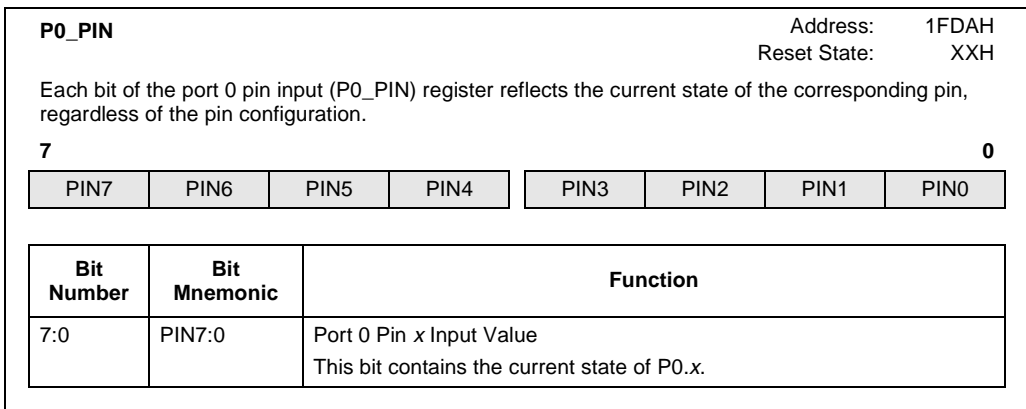 P0_PIN Address: 1FDAH
Reset State: XXH
Each bit of the port 0 pin input (P0_PIN) register reflects the current state of the corresponding pin,
regardless of the pin configuration.
7 0
PIN7 PIN6 PIN5 PIN4 PIN3 PIN2 PIN1 PIN0
Bit Number Bit Mnemonic Function
7:0 PIN7:0 Port 0 Pin x Input Value
This bit contains the current state of P0.x.